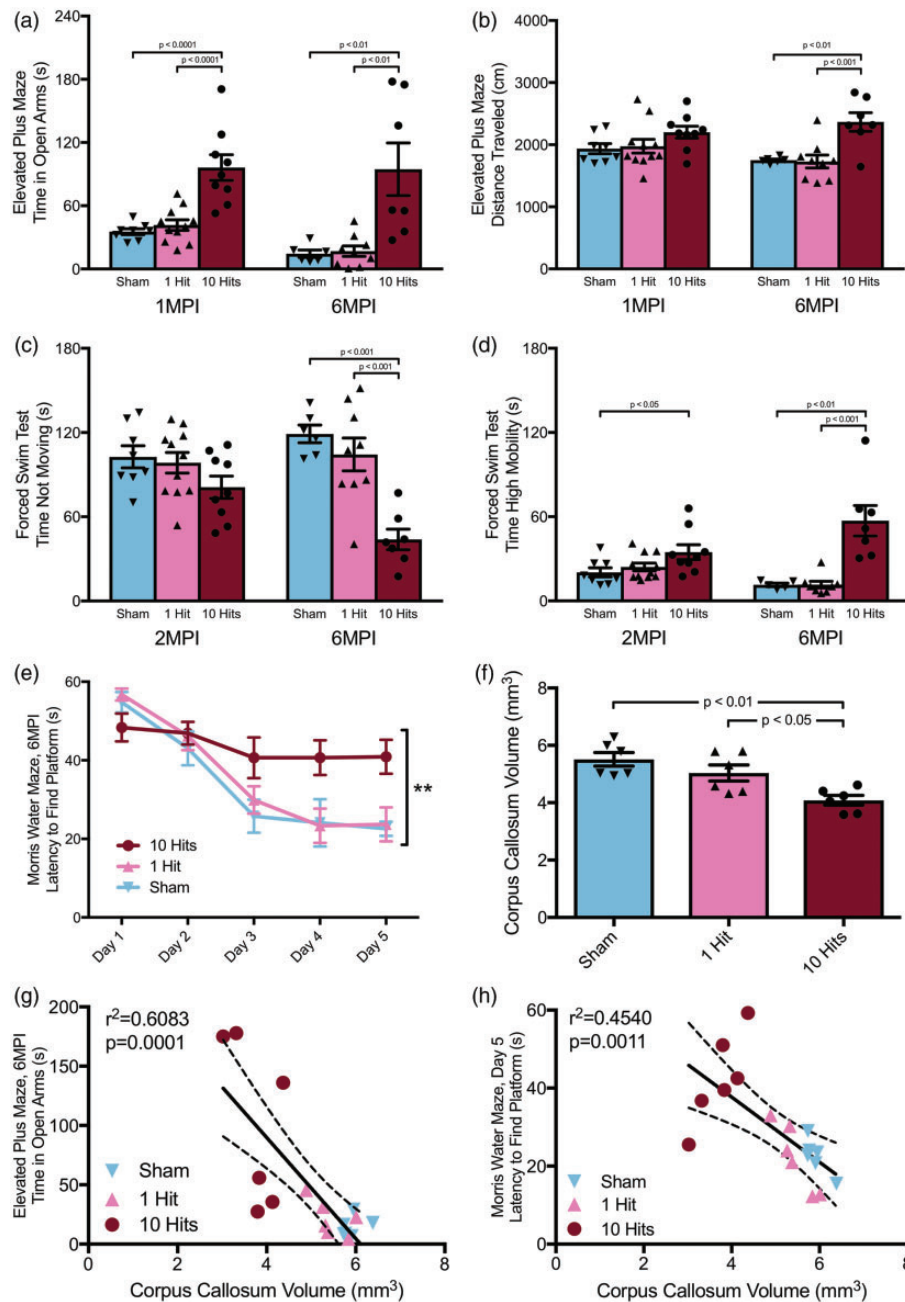 (a)
Elevated Plus Maze
Time in Open Arms (s)
240
180
120
60
0
p < 0.0001
p < 0.0001
p < 0.01
p < 0.01
Sham 1 Hit 10 Hits Sham 1 Hit 10 Hits
1MPI 6MPI
(b)
Elevated Plus Maze
Distance Traveled (cm)
4000
3000
2000
1000
0
p < 0.01
p < 0.001
Sham 1 Hit 10 Hits Sham 1 Hit 10 Hits
1MPI 6MPI
(c)
Forced Swim Test
Time Not Moving (s)
180
120
60
0
p < 0.001
p < 0.001
Sham 1 Hit 10 Hits Sham 1 Hit 10 Hits
2MPI 6MPI
(d)
Forced Swim Test
Time High Mobility (s)
180
120
60
0
p < 0.05
p < 0.01
p < 0.001
Sham 1 Hit 10 Hits Sham 1 Hit 10 Hits
2MPI 6MPI
(e)
Morris Water Maze, 6MPI
Latency to Find Platform (s)
60
40
20
0
**
10 Hits
1 Hit
Sham
Day 1 Day 2 Day 3 Day 4 Day 5
(f)
Corpus Callosum Volume (mm³)
8
6
4
2
0
p < 0.01
p < 0.05
Sham 1 Hit 10 Hits
(g)
Elevated Plus Maze, 6MPI
Time in Open Arms (s)
200
150
100
50
0
r²=0.6083
p=0.0001
Sham
1 Hit
10 Hits
0 2 4 6 8
Corpus Callosum Volume (mm³)
(h)
Morris Water Maze, Day 5
Latency to Find Platform (s)
60
40
20
0
r²=0.4540
p=0.0011
Sham
1 Hit
10 Hits
0 2 4 6 8
Corpus Callosum Volume (mm³)